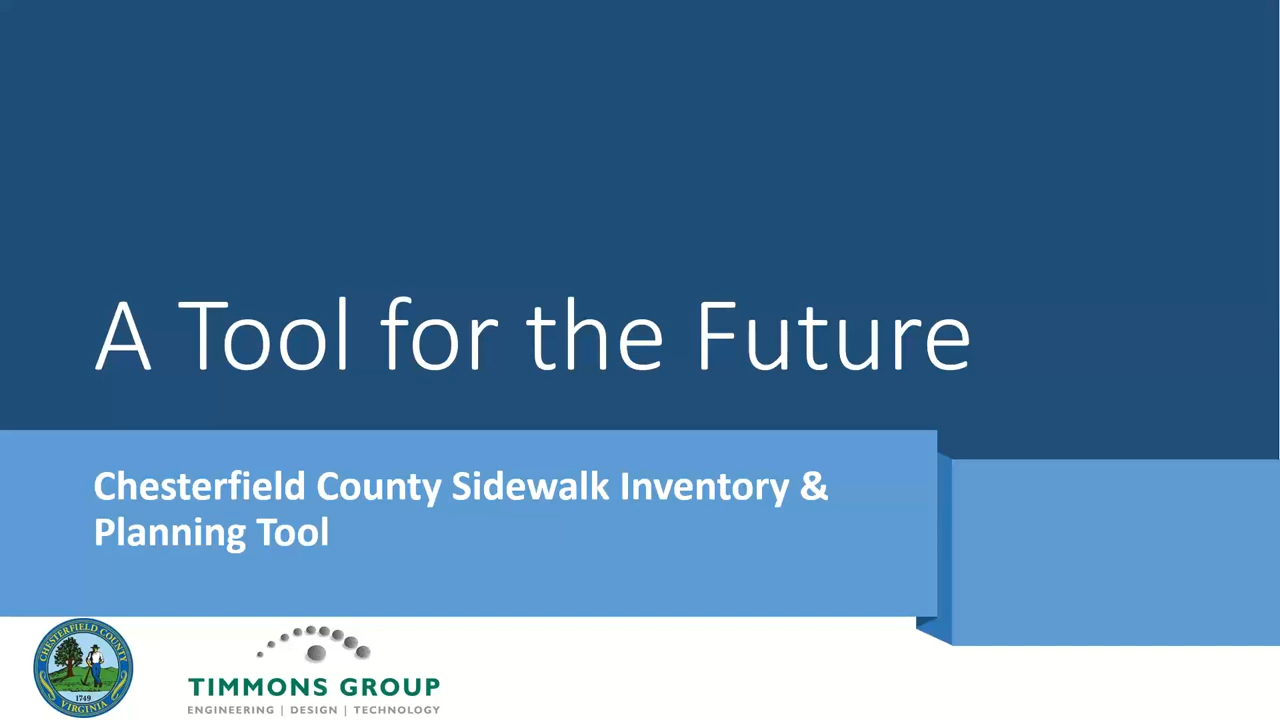 A Tool for the Future
Chesterfield County Sidewalk Inventory &
Planning Tool
CHESTERFIELD COUNTY
VIRGINIA
1749
TIMMONS GROUP
ENGINEERING | DESIGN | TECHNOLOGY